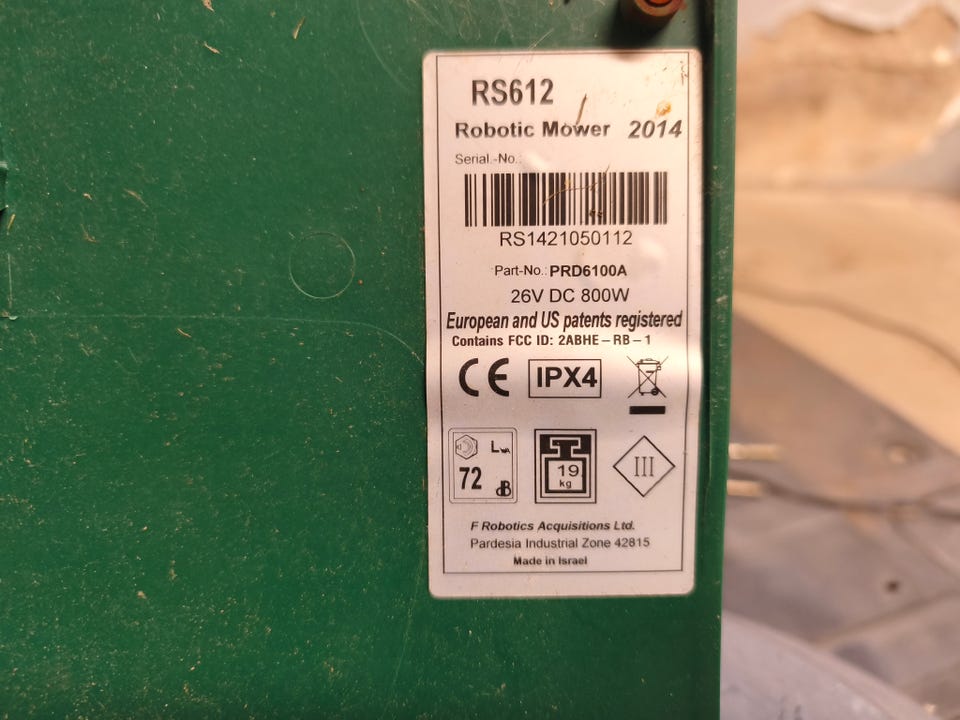 RS612
Robotic Mower 2014
Serial.-No.:
RS1421050112
Part-No.: PRD6100A
26V DC 800W
European and US patents registered
Contains FCC ID: 2ABHE-RB-1
CE IPX4
LWA
72 dB
19
kg
III
F Robotics Acquisitions Ltd.
Pardesia Industrial Zone 42815
Made in Israel